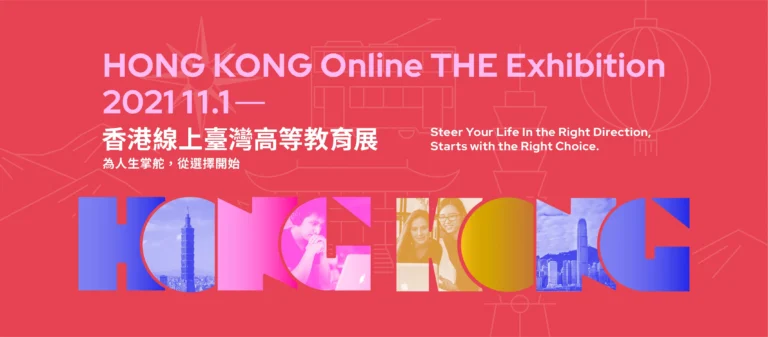 HONG KONG Online THE Exhibition
2021 11.1—
香港線上臺灣高等教育展
為人生掌舵，從選擇開始
Steer Your Life In the Right Direction,
Starts with the Right Choice.
HONG KONG